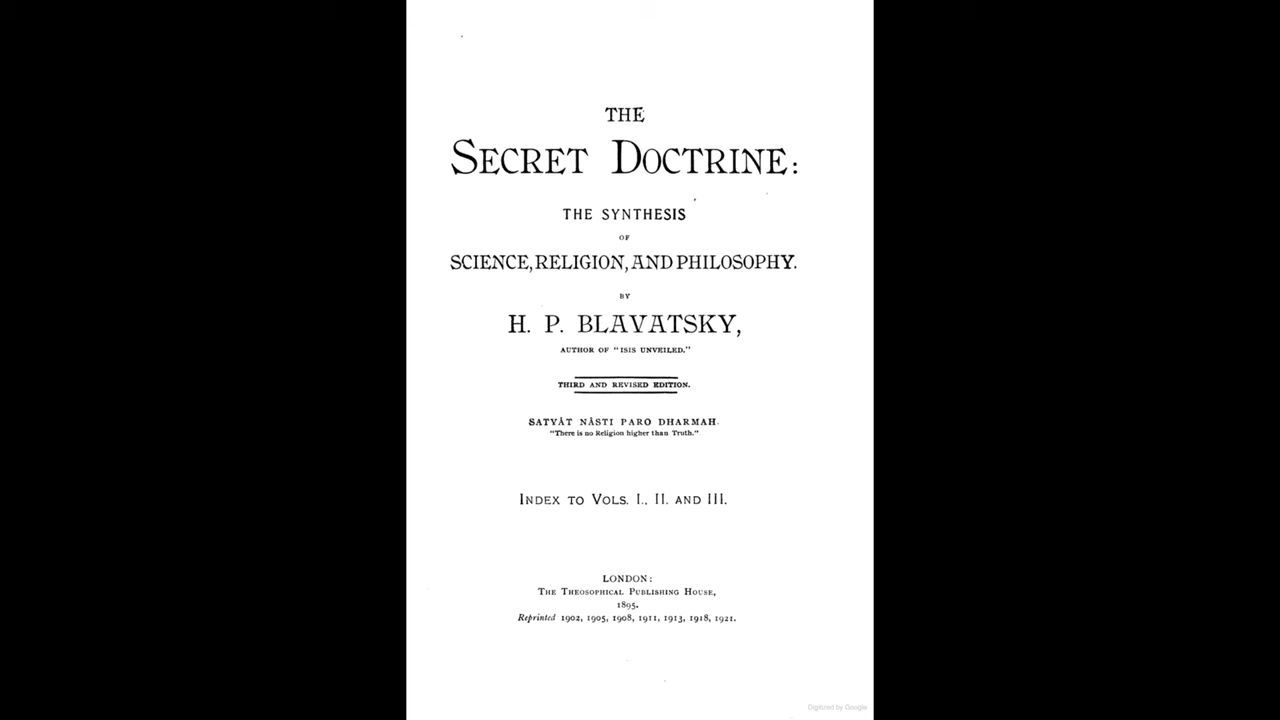 THE
SECRET DOCTRINE:
THE SYNTHESIS
OF
SCIENCE, RELIGION, AND PHILOSOPHY.
BY
H. P. BLAVATSKY,
AUTHOR OF "ISIS UNVEILED."
THIRD AND REVISED EDITION.
SATYÂT NÂSTI PARO DHARMAH.
"There is no Religion higher than Truth."
INDEX TO VOLS. I., II. AND III.
LONDON:
THE THEOSOPHICAL PUBLISHING HOUSE,
1895.
Reprinted 1902, 1905, 1908, 1911, 1913, 1918, 1921.
Digitized by Google